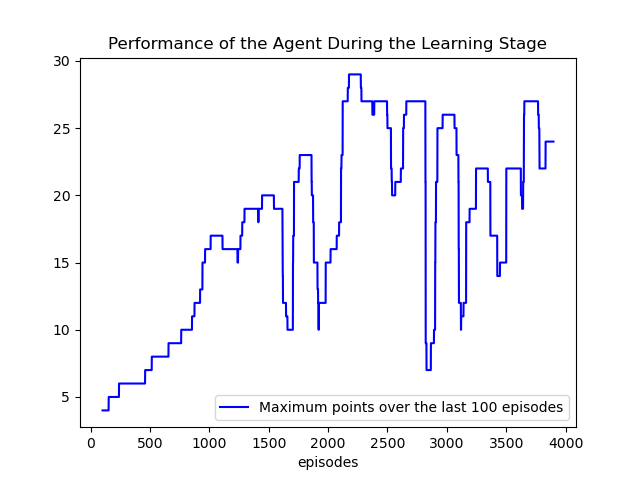 Performance of the Agent During the Learning Stage
30
25
20
15
10
5
Maximum points over the last 100 episodes
0 500 1000 1500 2000 2500 3000 3500 4000
episodes